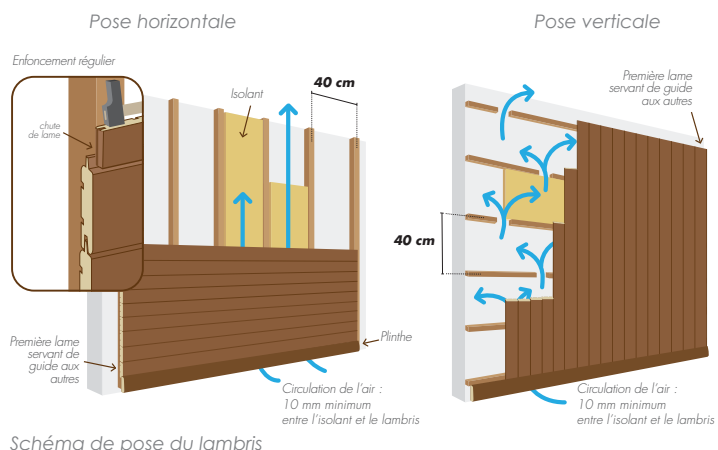 Pose horizontale
Enfoncement régulier
chute
de lame
Isolant
40 cm
Première lame
servant de
guide aux
autres
Plinthe
Circulation de l'air :
10 mm minimum
entre l'isolant et le lambris
Pose verticale
Première lame
servant de guide
aux autres
40 cm
Circulation de l'air :
10 mm minimum
entre l'isolant et le lambris
Schéma de pose du lambris